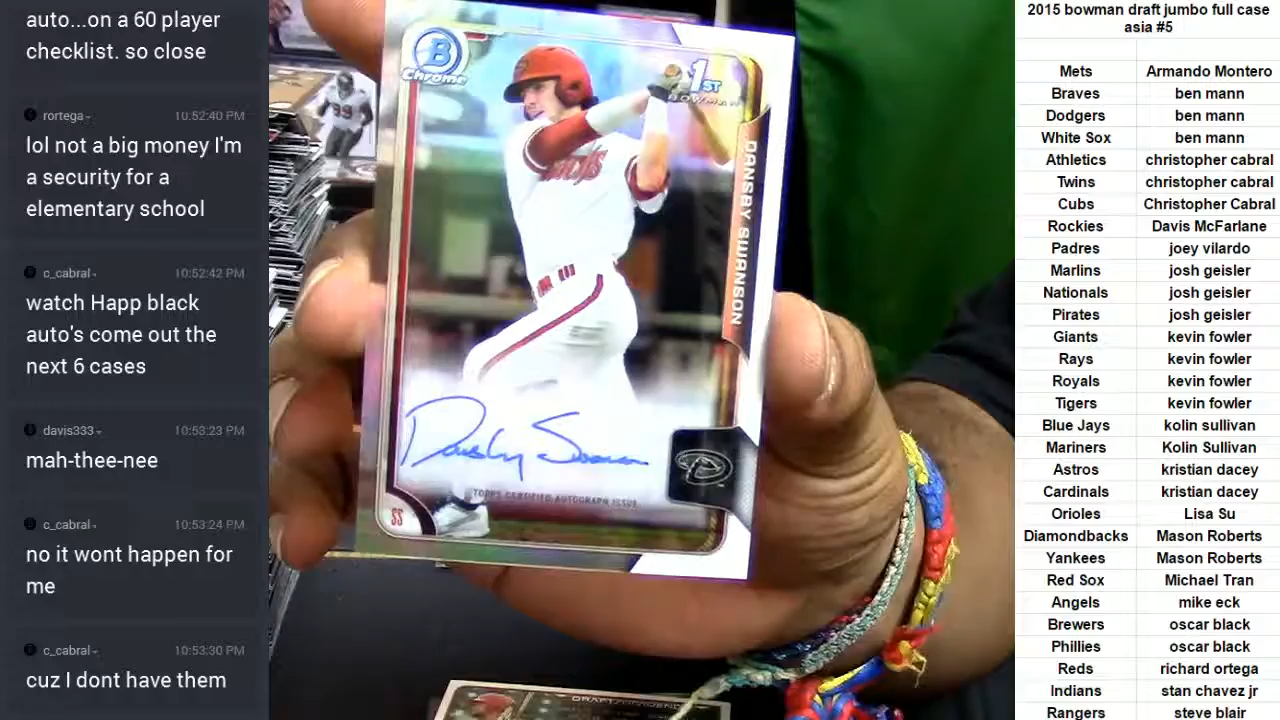 auto...on a 60 player
checklist. so close
rortega
10:52:40 PM
lol not a big money I'm
a security for a
elementary school
c_cabral
10:52:42 PM
watch Happ black
auto's come out the
next 6 cases
davis333
10:53:23 PM
mah-thee-nee
c_cabral
10:53:24 PM
no it wont happen for
me
c_cabral
10:53:30 PM
cuz I dont have them
B
Chrome
1ST
BOWMAN
DANSBY SWANSON
Dansby Swanson
TOPPS CERTIFIED AUTOGRAPH ISSUE
SS
99
2015 bowman draft jumbo full case
asia #5
Mets Armando Montero
Braves ben mann
Dodgers ben mann
White Sox ben mann
Athletics christopher cabral
Twins christopher cabral
Cubs Christopher Cabral
Rockies Davis McFarlane
Padres joey vilardo
Marlins josh geisler
Nationals josh geisler
Pirates josh geisler
Giants kevin fowler
Rays kevin fowler
Royals kevin fowler
Tigers kevin fowler
Blue Jays kolin sullivan
Mariners Kolin Sullivan
Astros kristian dacey
Cardinals kristian dacey
Orioles Lisa Su
Diamondbacks Mason Roberts
Yankees Mason Roberts
Red Sox Michael Tran
Angels mike eck
Brewers oscar black
Phillies oscar black
Reds richard ortega
Indians stan chavez jr
Rangers steve blair